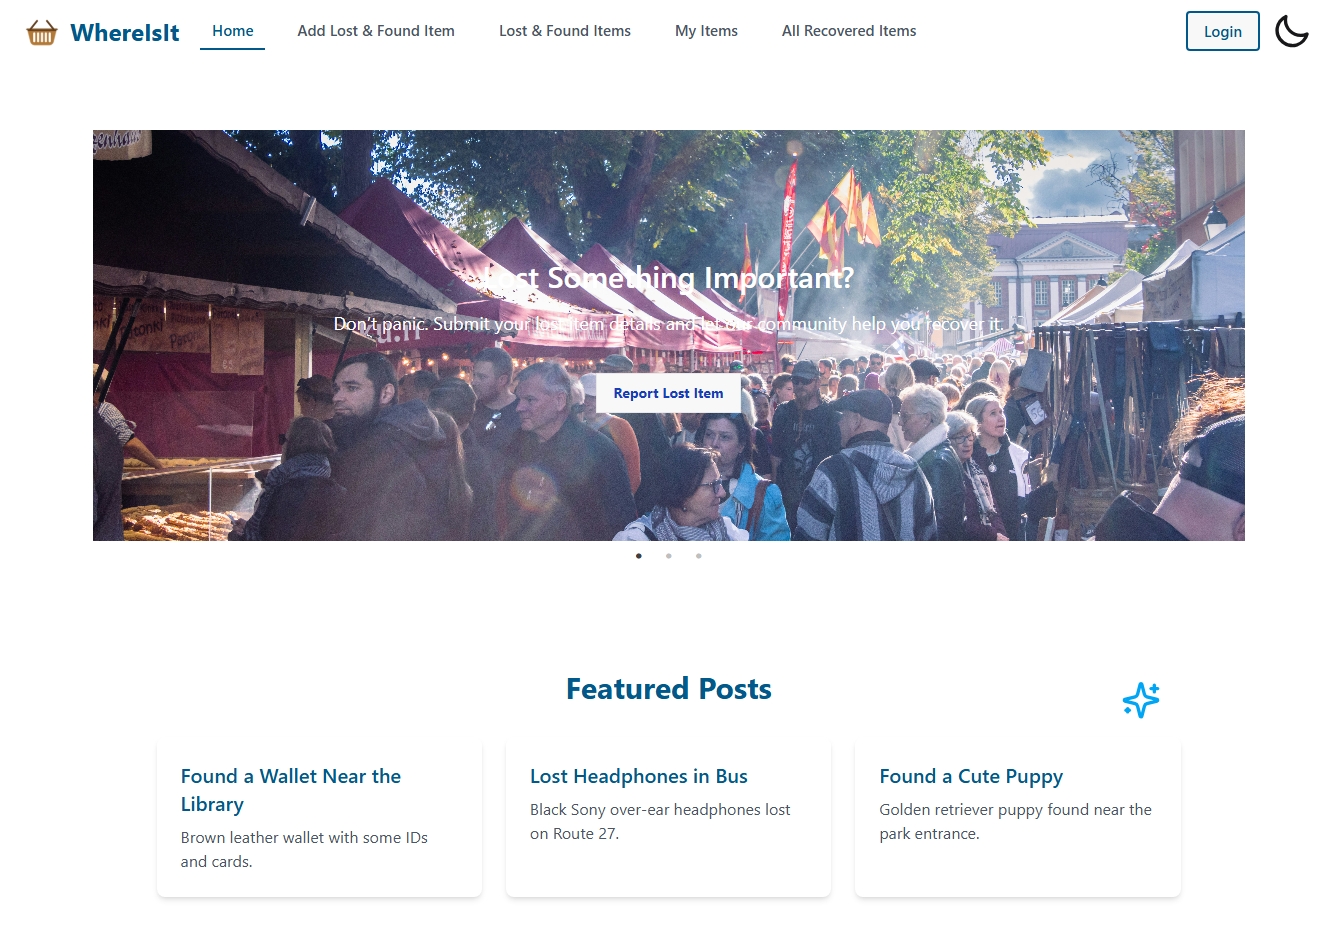 WhereIsIt
Home
Add Lost & Found Item
Lost & Found Items
My Items
All Recovered Items
Login
Lost Something Important?
Don't panic. Submit your lost item details and let our community help you recover it.
Report Lost Item
Featured Posts
Found a Wallet Near the
Library
Brown leather wallet with some IDs
and cards.
Lost Headphones in Bus
Black Sony over-ear headphones lost
on Route 27.
Found a Cute Puppy
Golden retriever puppy found near the
park entrance.